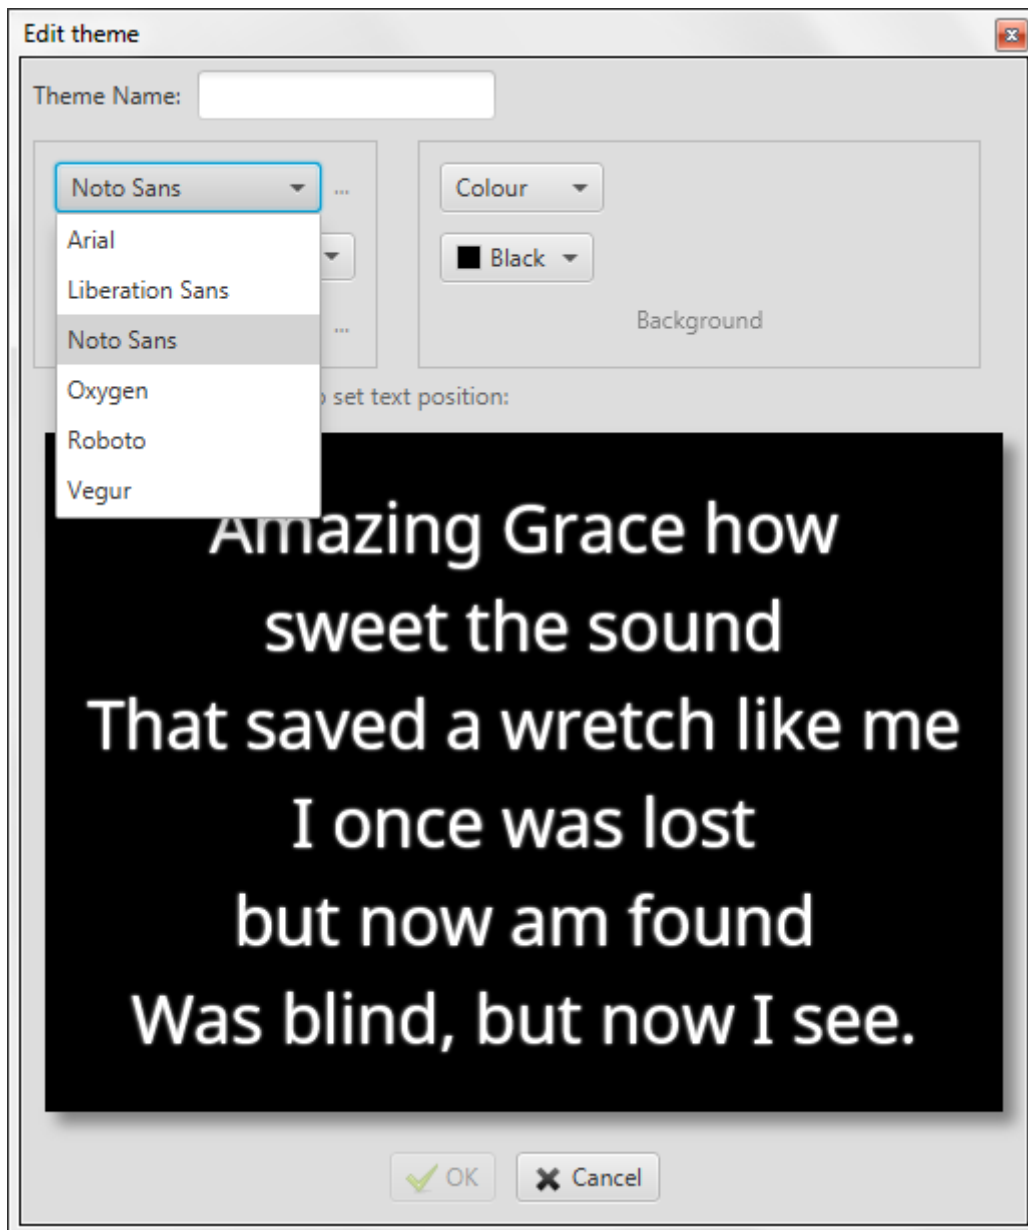 Edit theme
Theme Name:
Noto Sans
...
Colour
Arial
Black
Liberation Sans
Noto Sans
...
Background
Oxygen
set text position:
Roboto
Vegur
Amazing Grace how
sweet the sound
That saved a wretch like me
I once was lost
but now am found
Was blind, but now I see.
OK
Cancel